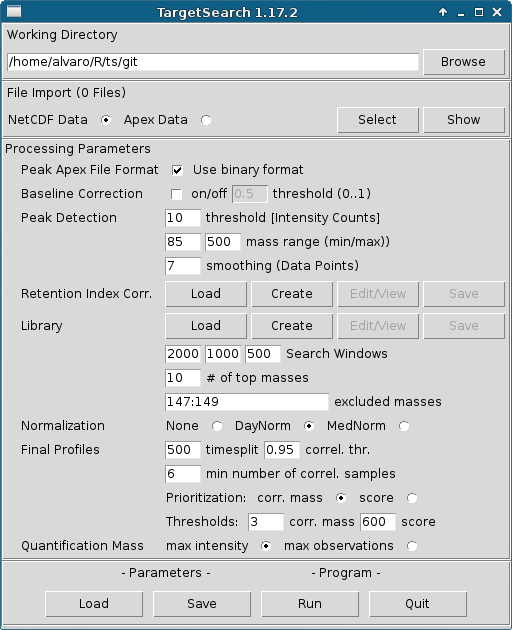 TargetSearch 1.17.2
Working Directory
/home/alvaro/R/ts/git Browse
File Import (0 Files)
NetCDF Data Apex Data Select Show
Processing Parameters
Peak Apex File Format Use binary format
Baseline Correction on/off 0.5 threshold (0..1)
Peak Detection 10 threshold [Intensity Counts]
85 500 mass range (min/max))
7 smoothing (Data Points)
Retention Index Corr. Load Create Edit/View Save
Library Load Create Edit/View Save
2000 1000 500 Search Windows
10 # of top masses
147:149 excluded masses
Normalization None DayNorm MedNorm
Final Profiles 500 timesplit 0.95 correl. thr.
6 min number of correl. samples
Prioritization: corr. mass score
Thresholds: 3 corr. mass 600 score
Quantification Mass max intensity max observations
- Parameters - - Program -
Load Save Run Quit